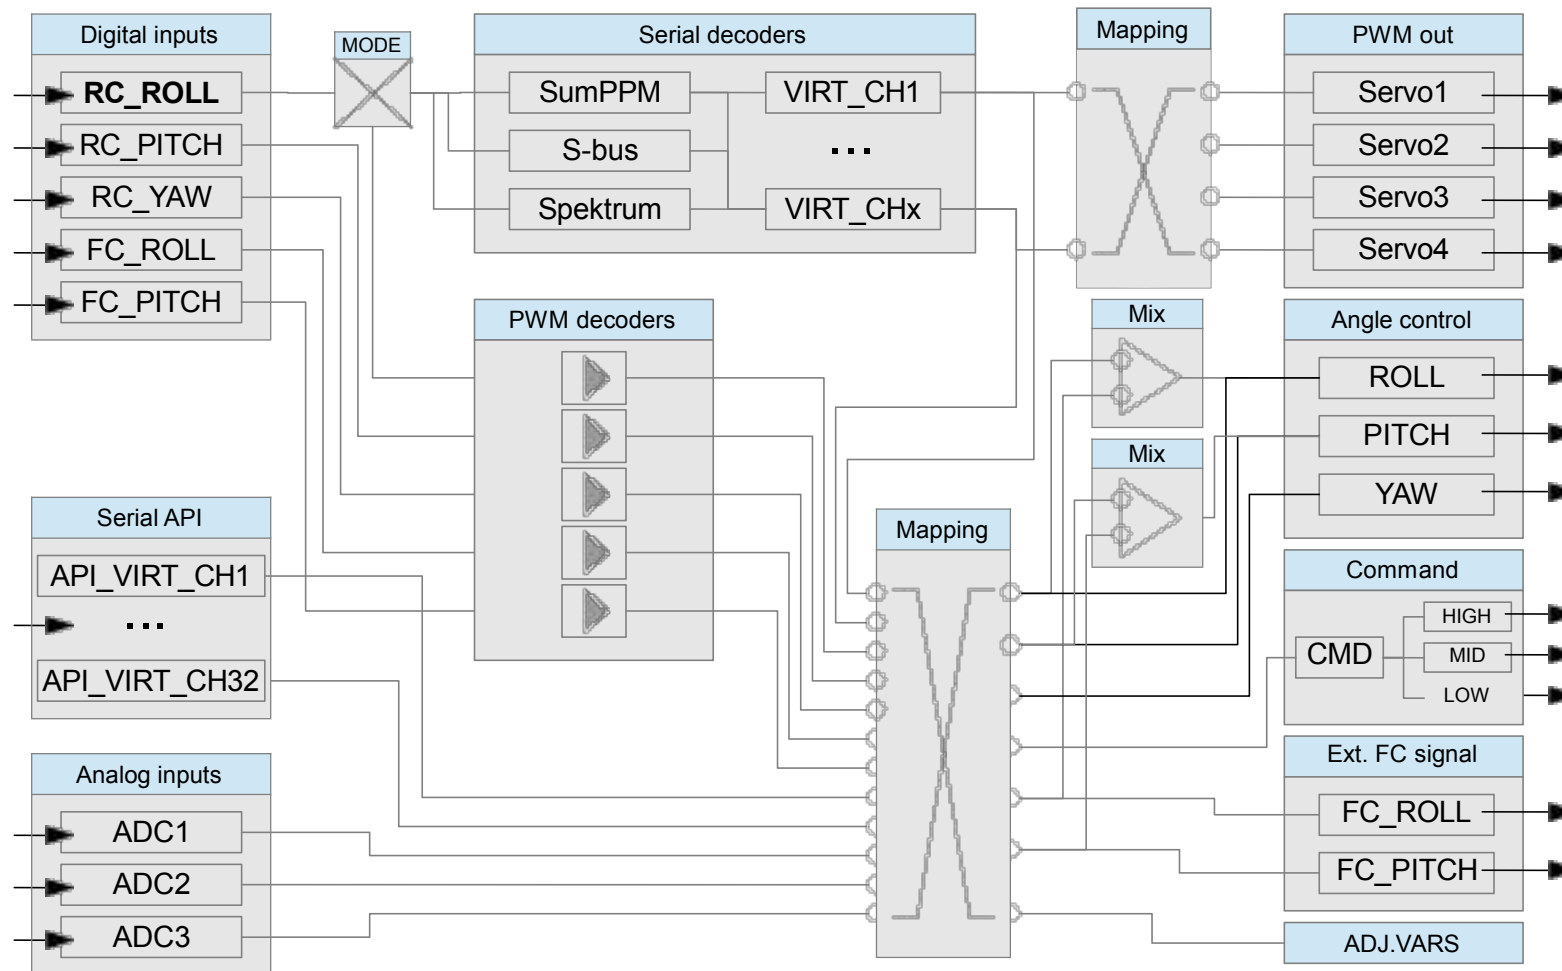 Digital inputs
RC_ROLL
RC_PITCH
RC_YAW
FC_ROLL
FC_PITCH
MODE
Serial decoders
SumPPM
S-bus
Spektrum
VIRT_CH1
...
VIRT_CHx
Mapping
PWM out
Servo1
Servo2
Servo3
Servo4
PWM decoders
Mix
Mix
Angle control
ROLL
PITCH
YAW
Serial API
API_VIRT_CH1
...
API_VIRT_CH32
Mapping
Command
CMD
HIGH
MID
LOW
Analog inputs
ADC1
ADC2
ADC3
Ext. FC signal
FC_ROLL
FC_PITCH
ADJ.VARS